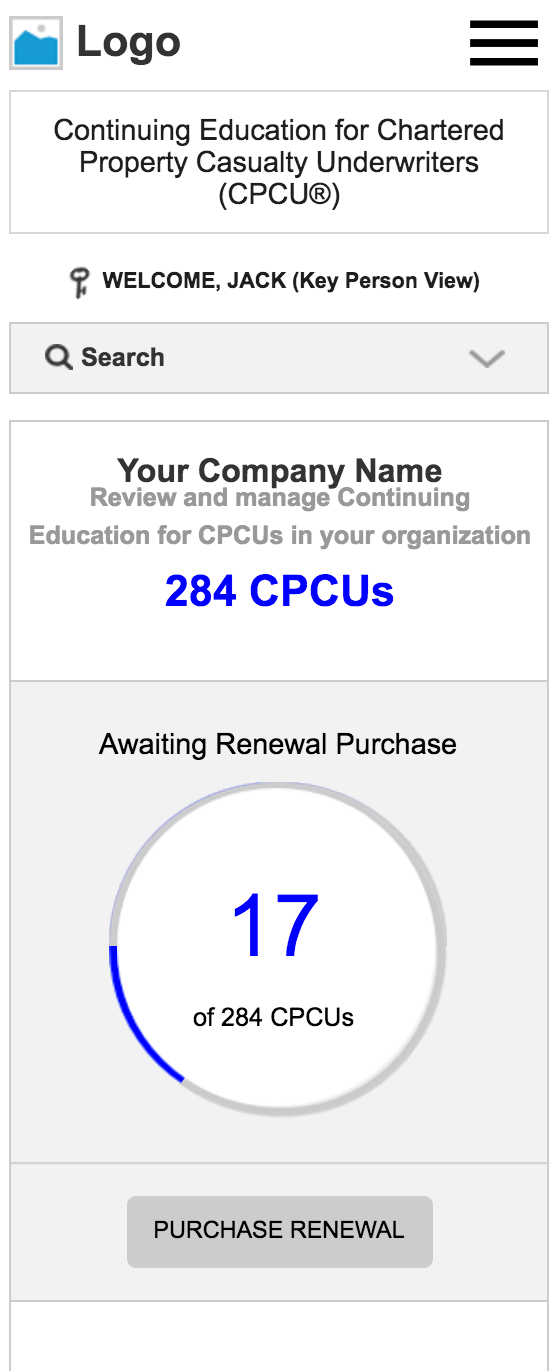 Logo
Continuing Education for Chartered
Property Casualty Underwriters
(CPCU®)
WELCOME, JACK (Key Person View)
Search
Your Company Name
Review and manage Continuing
Education for CPCUs in your organization
284 CPCUs
Awaiting Renewal Purchase
17
of 284 CPCUs
PURCHASE RENEWAL